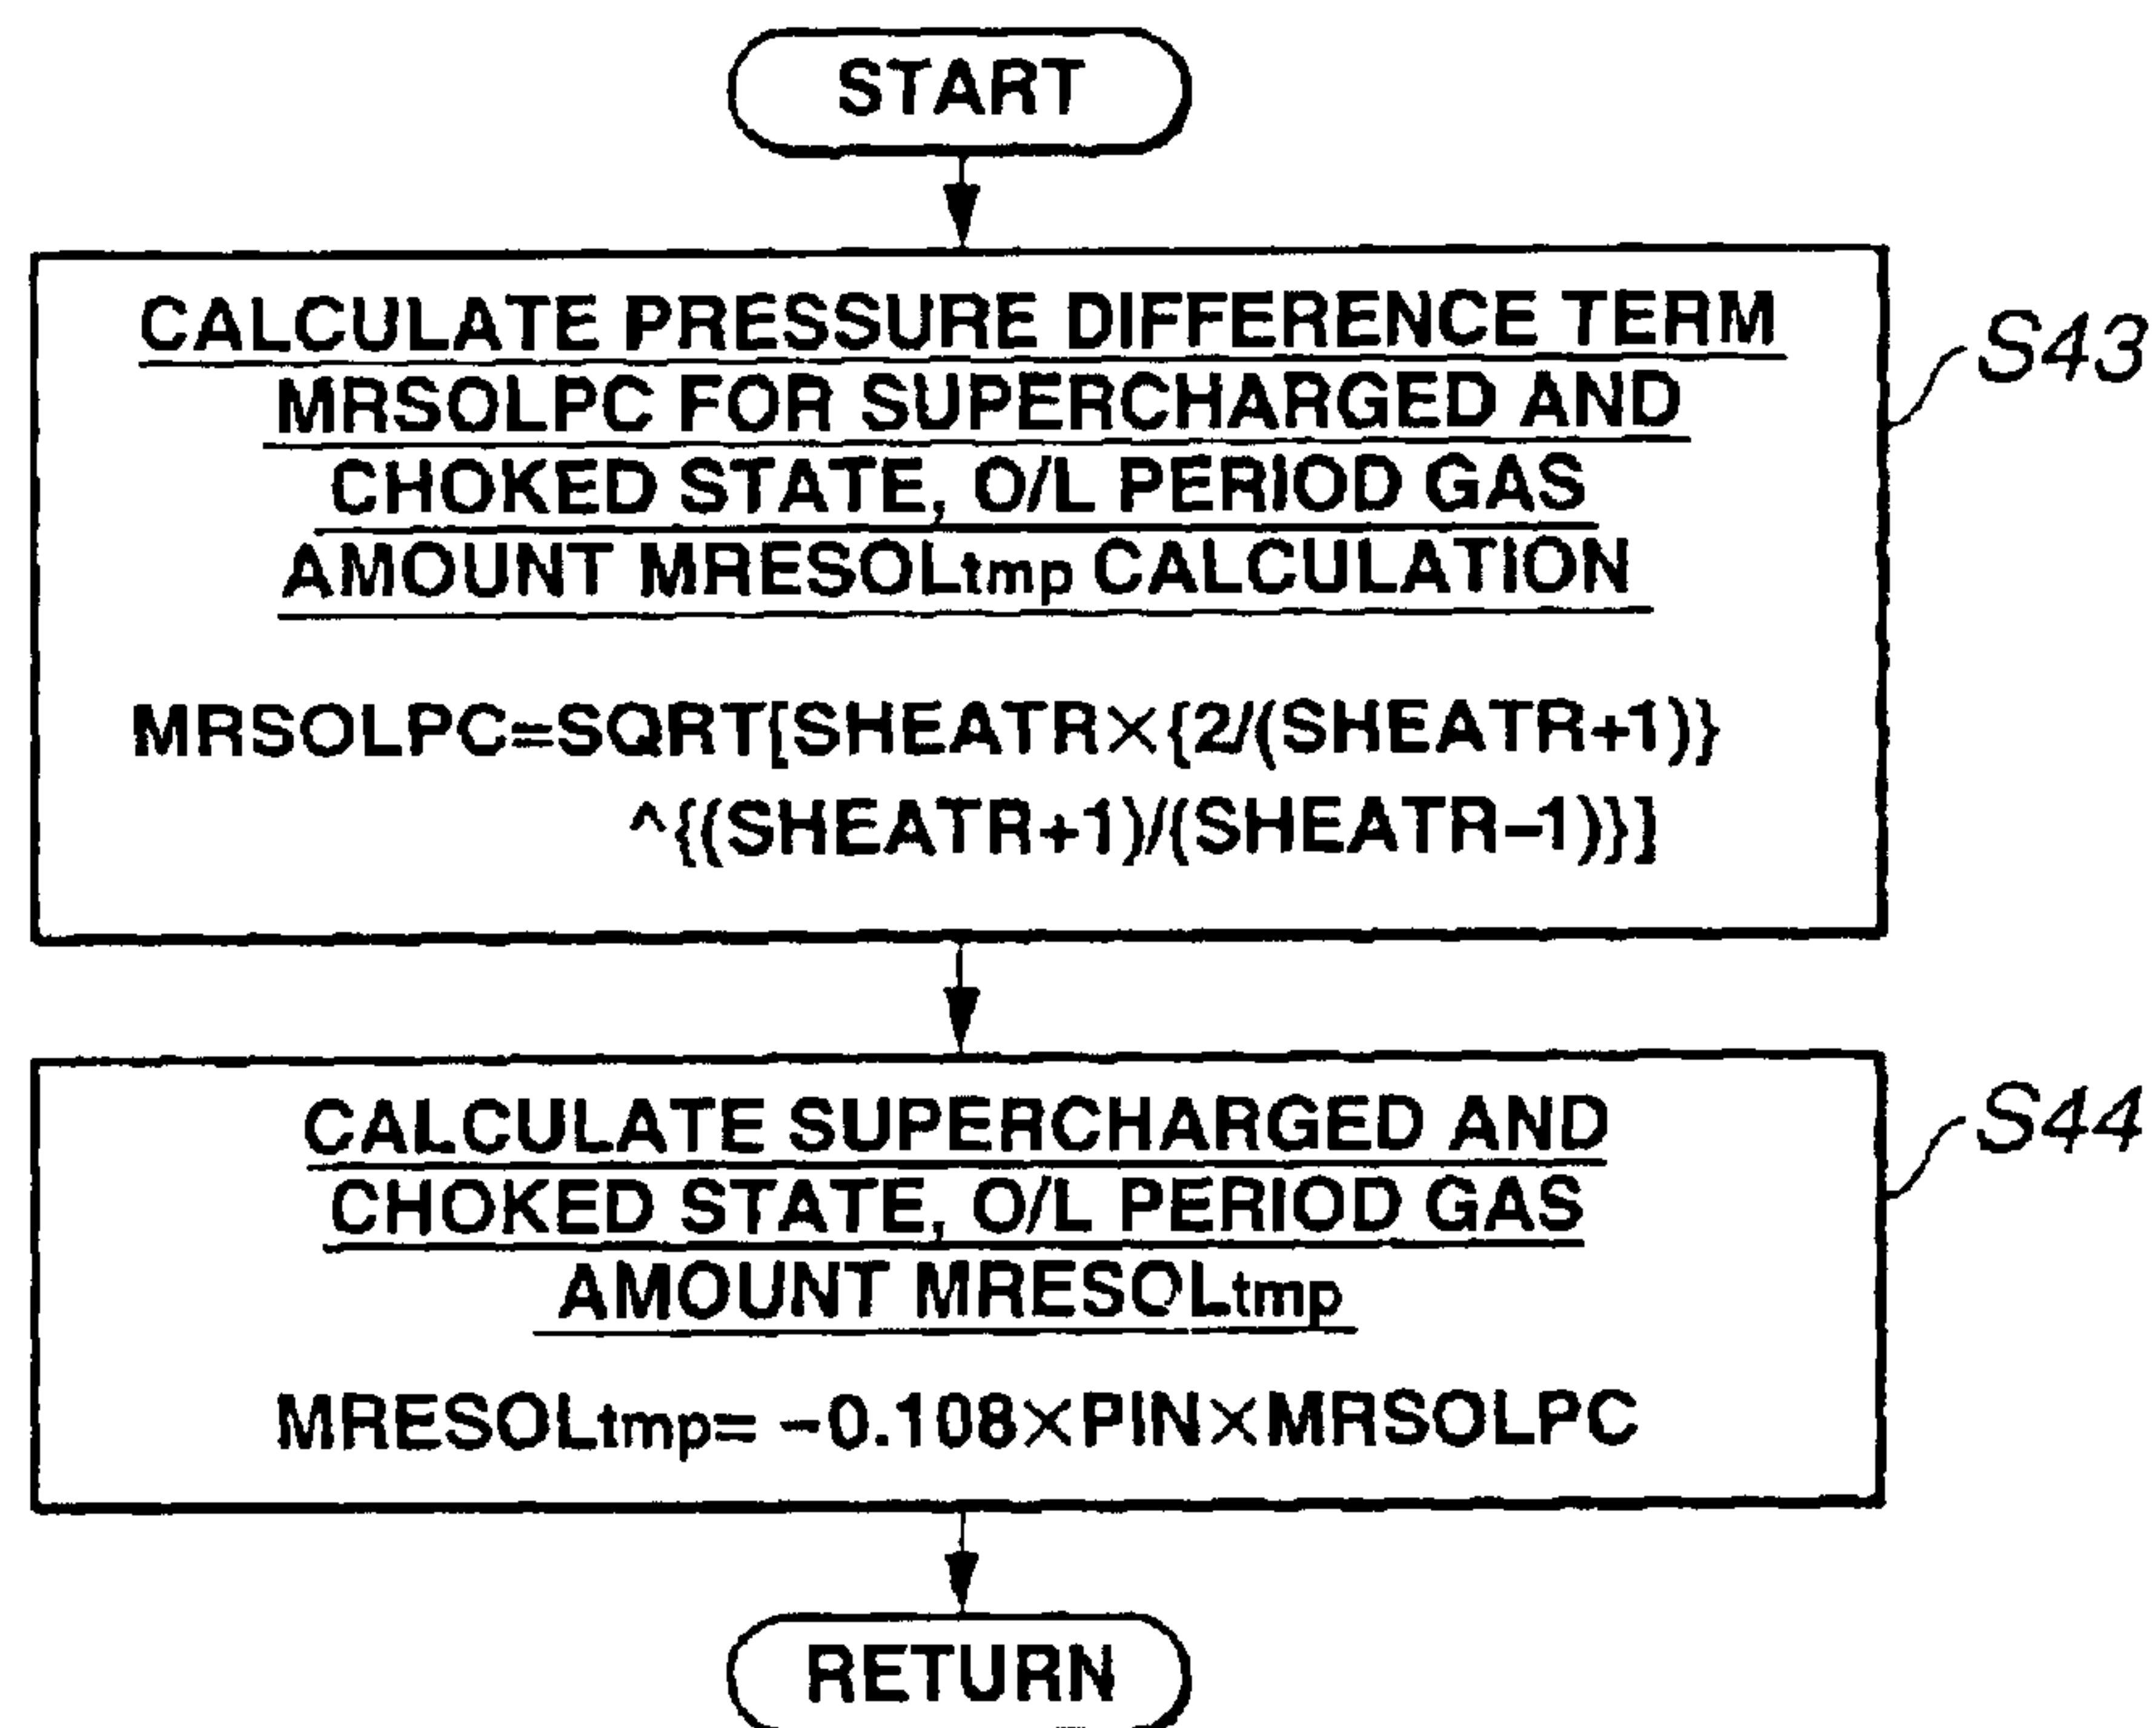 START
CALCULATE PRESSURE DIFFERENCE TERM
S43
MRSOLPC FOR SUPERCHARGED AND
CHOKED STATE, O/L PERIOD GAS
AMOUNT MRESOLtmp CALCULATION
MRSOLPC=SQRT[SHEATR×{2/(SHEATR+1)}
^{(SHEATR+1)/(SHEATR-1)}]
CALCULATE SUPERCHARGED AND
S44
CHOKED STATE, O/L PERIOD GAS
AMOUNT MRESOLtmp
MRESOLtmp= -0.108×PIN×MRSOLPC
RETURN